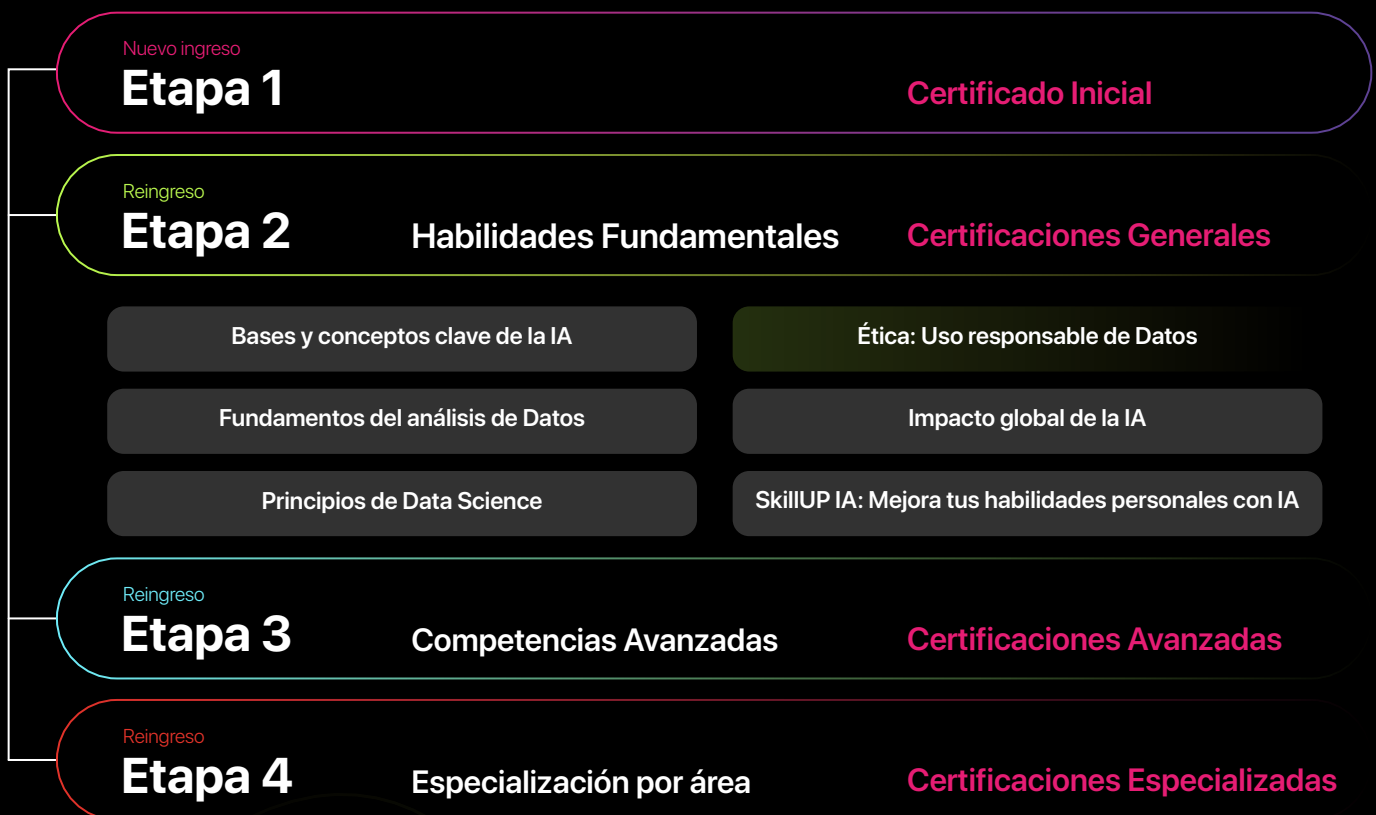 Nuevo ingreso
Etapa 1
Certificado Inicial
Reingreso
Etapa 2
Habilidades Fundamentales
Certificaciones Generales
Bases y conceptos clave de la IA
Ética: Uso responsable de Datos
Fundamentos del análisis de Datos
Impacto global de la IA
Principios de Data Science
SkillUP IA: Mejora tus habilidades personales con IA
Reingreso
Etapa 3
Competencias Avanzadas
Certificaciones Avanzadas
Reingreso
Etapa 4
Especialización por área
Certificaciones Especializadas